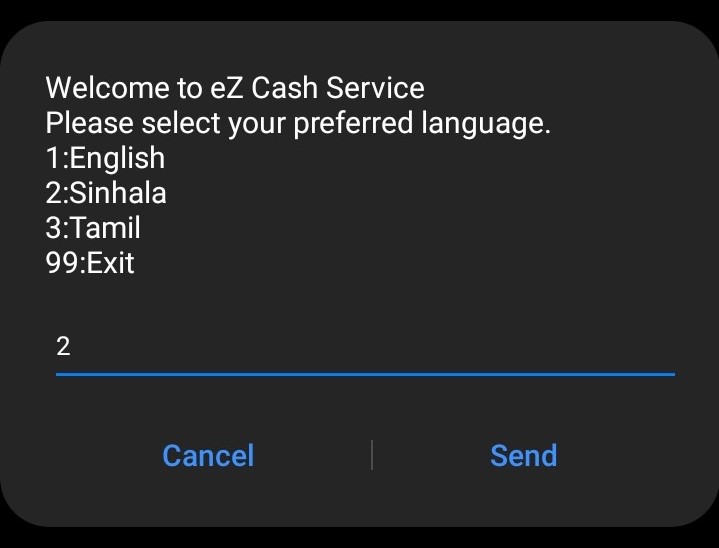 Welcome to eZ Cash Service
Please select your preferred language.
1:English
2:Sinhala
3:Tamil
99:Exit
2
Cancel
Send